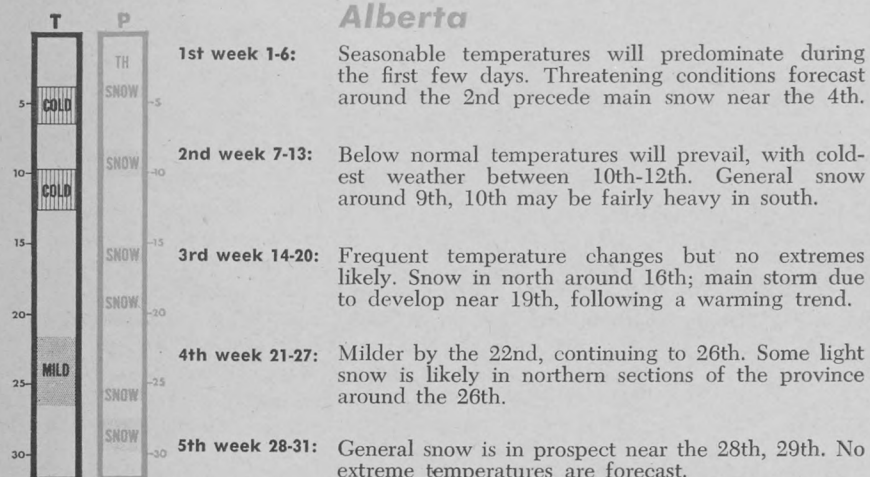 T
P
Alberta
TH
SNOW
5-
COLD
-5
SNOW
10-
COLD
-10
15-
SNOW
-15
SNOW
20-
-20
MILD
25-
SNOW
-25
SNOW
30-
-30
1st week 1-6:
Seasonable temperatures will predominate during
the first few days. Threatening conditions forecast
around the 2nd precede main snow near the 4th.
2nd week 7-13:
Below normal temperatures will prevail, with cold-
est weather between 10th-12th. General snow
around 9th, 10th may be fairly heavy in south.
3rd week 14-20:
Frequent temperature changes but no extremes
likely. Snow in north around 16th; main storm due
to develop near 19th, following a warming trend.
4th week 21-27:
Milder by the 22nd, continuing to 26th. Some light
snow is likely in northern sections of the province
around the 26th.
5th week 28-31:
General snow is in prospect near the 28th, 29th. No
extreme temperatures are forecast.